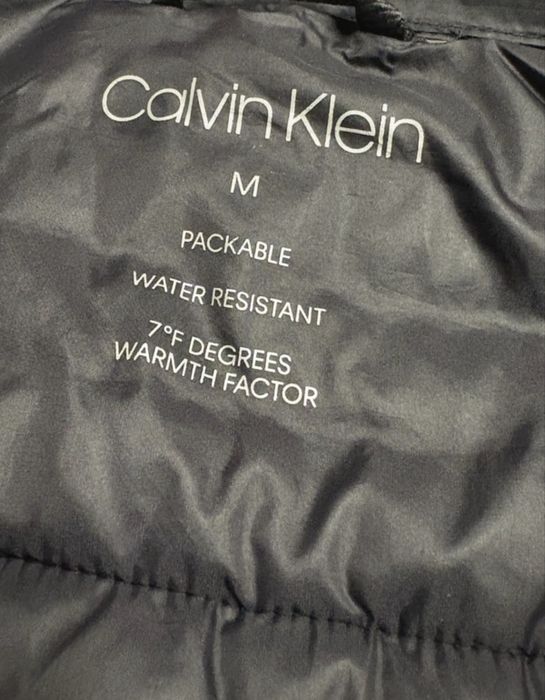 Calvin Klein
M
PACKABLE
WATER RESISTANT
7°F DEGREES
WARMTH FACTOR